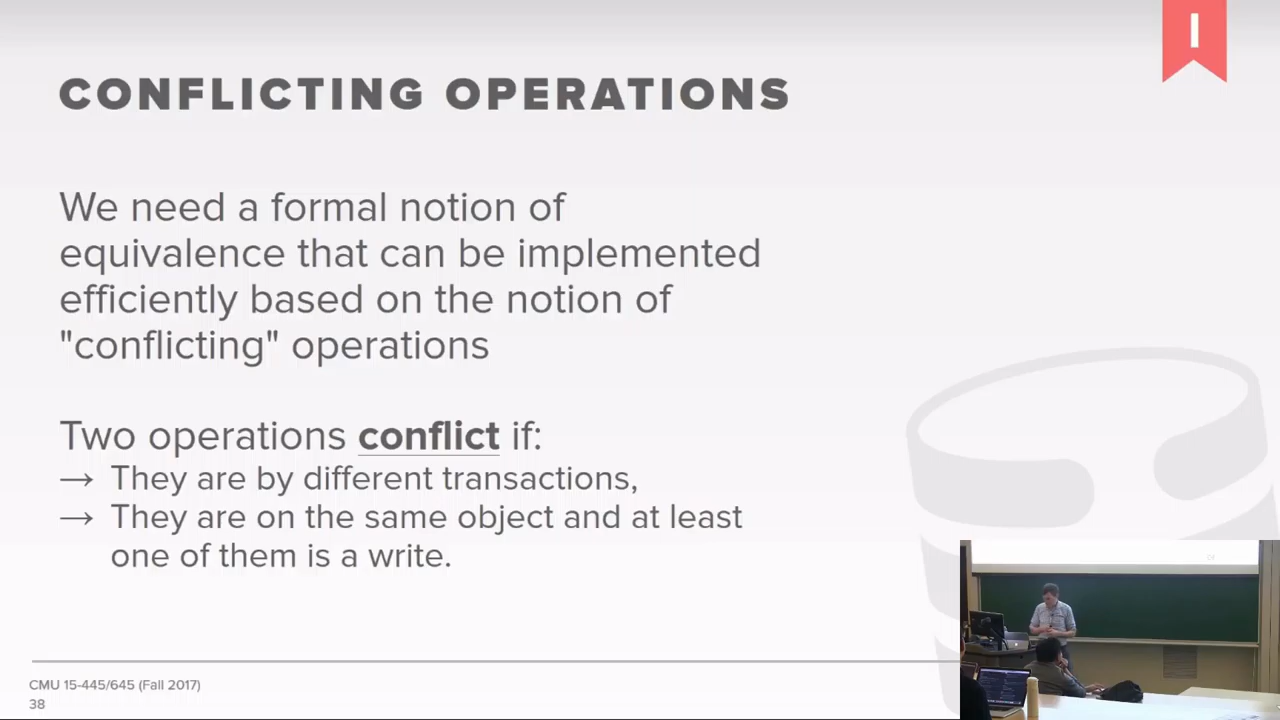 I
CONFLICTING OPERATIONS
We need a formal notion of
equivalence that can be implemented
efficiently based on the notion of
"conflicting" operations
Two operations conflict if:
→ They are by different transactions,
→ They are on the same object and at least
one of them is a write.
CMU 15-445/645 (Fall 2017)
38